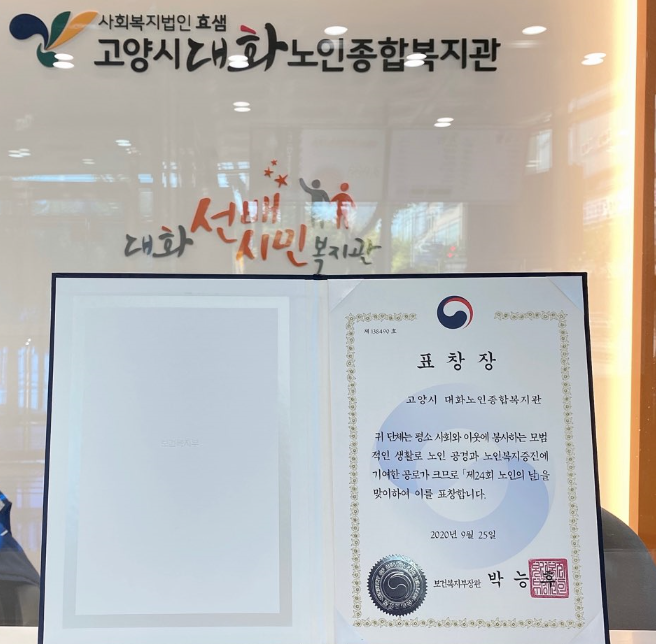 사회복지법인 효샘
고양시 대화노인종합복지관
대화 선배
시민 복지관
제 138490 호
표 창 장
고양시 대화노인종합복지관
귀 단체는 평소 사회와 이웃에 봉사하는 모범
적인 생활로 노인 공경과 노인복지증진에
기여한 공로가 크므로 「제24회 노인의 날」을
맞이하여 이를 표창합니다.
2020년 9월 25일
보건복지부장관 박 능 후